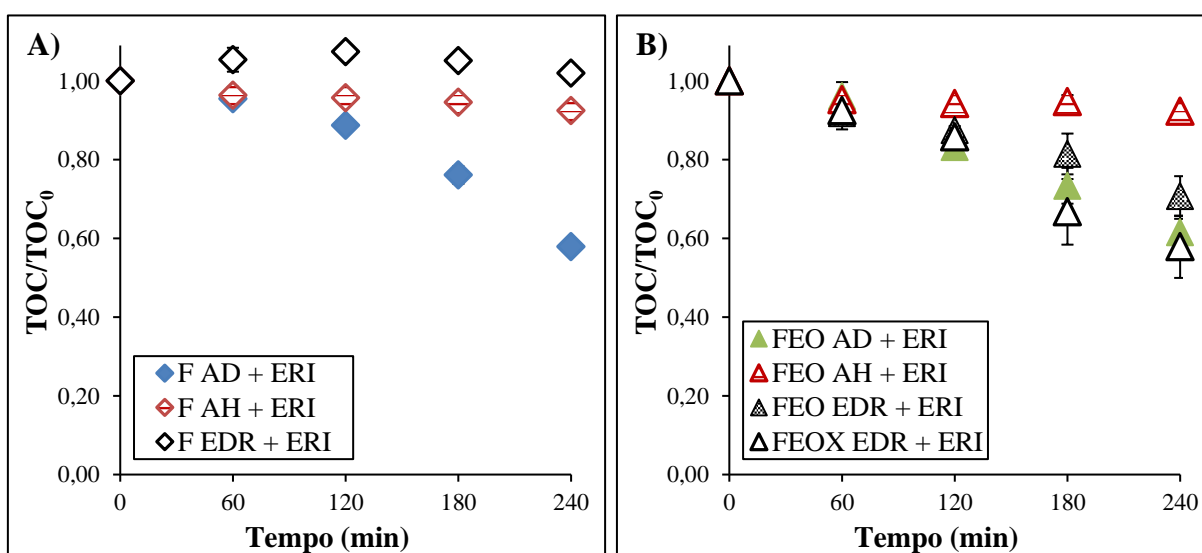 A)
TOC/TOC₀
1,00
0,80
0,60
0,40
0,20
0,00
F AD + ERI
F AH + ERI
F EDR + ERI
0 60 120 180 240
Tempo (min)
B)
TOC/TOC₀
1,00
0,80
0,60
0,40
0,20
0,00
FEO AD + ERI
FEO AH + ERI
FEO EDR + ERI
FEOX EDR + ERI
0 60 120 180 240
Tempo (min)